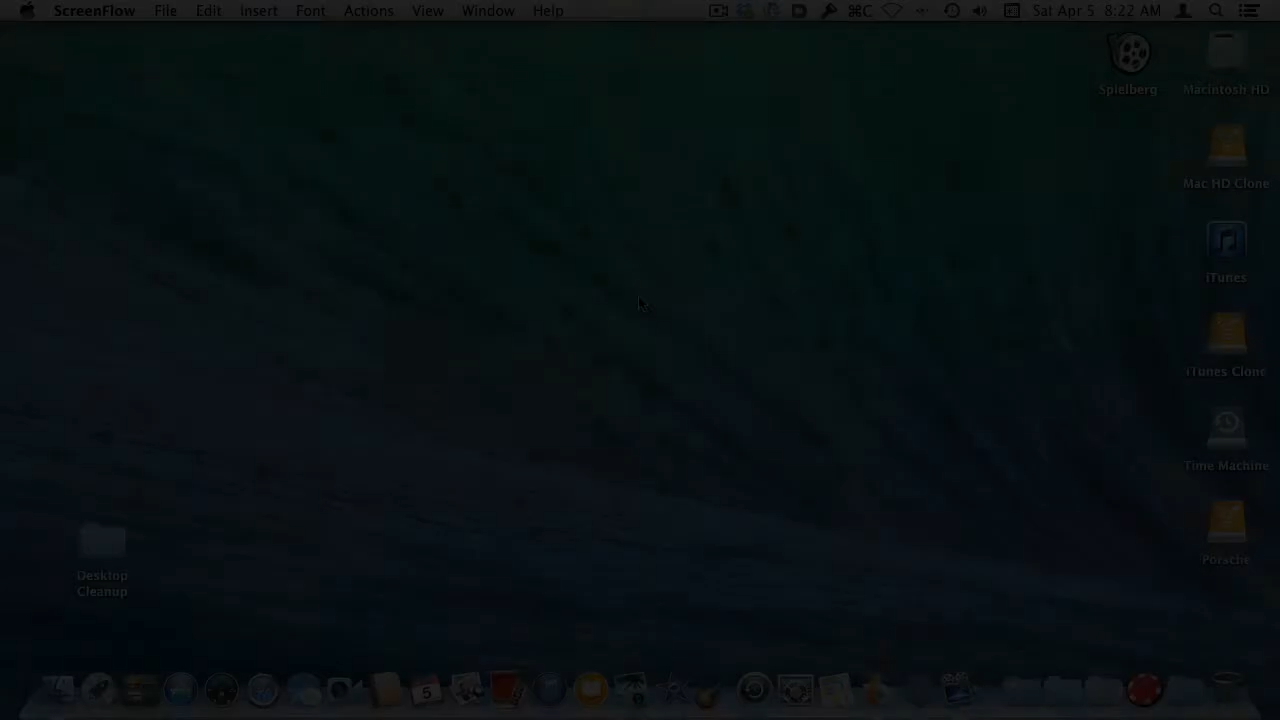 ScreenFlow File Edit Insert Font Actions View Window Help ⌘C Sat Apr 5 8:22 AM
Spielberg
Macintosh HD
Mac HD Clone
iTunes
iTunes Clone
Time Machine
Porsche
Desktop
Cleanup
5